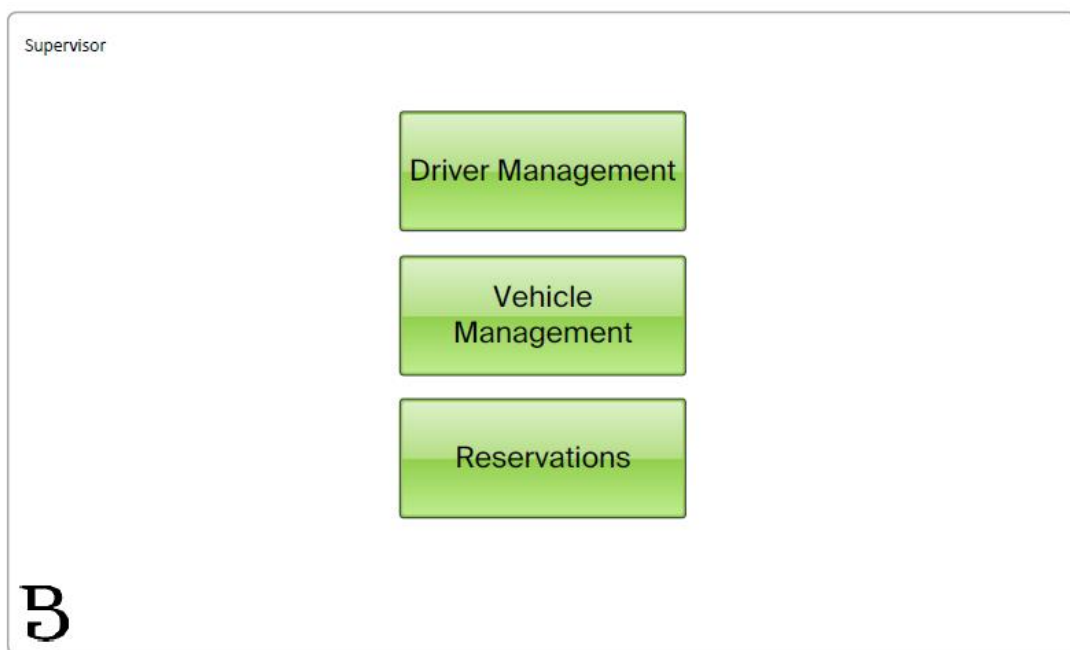 Supervisor
Driver Management
Vehicle
Management
Reservations